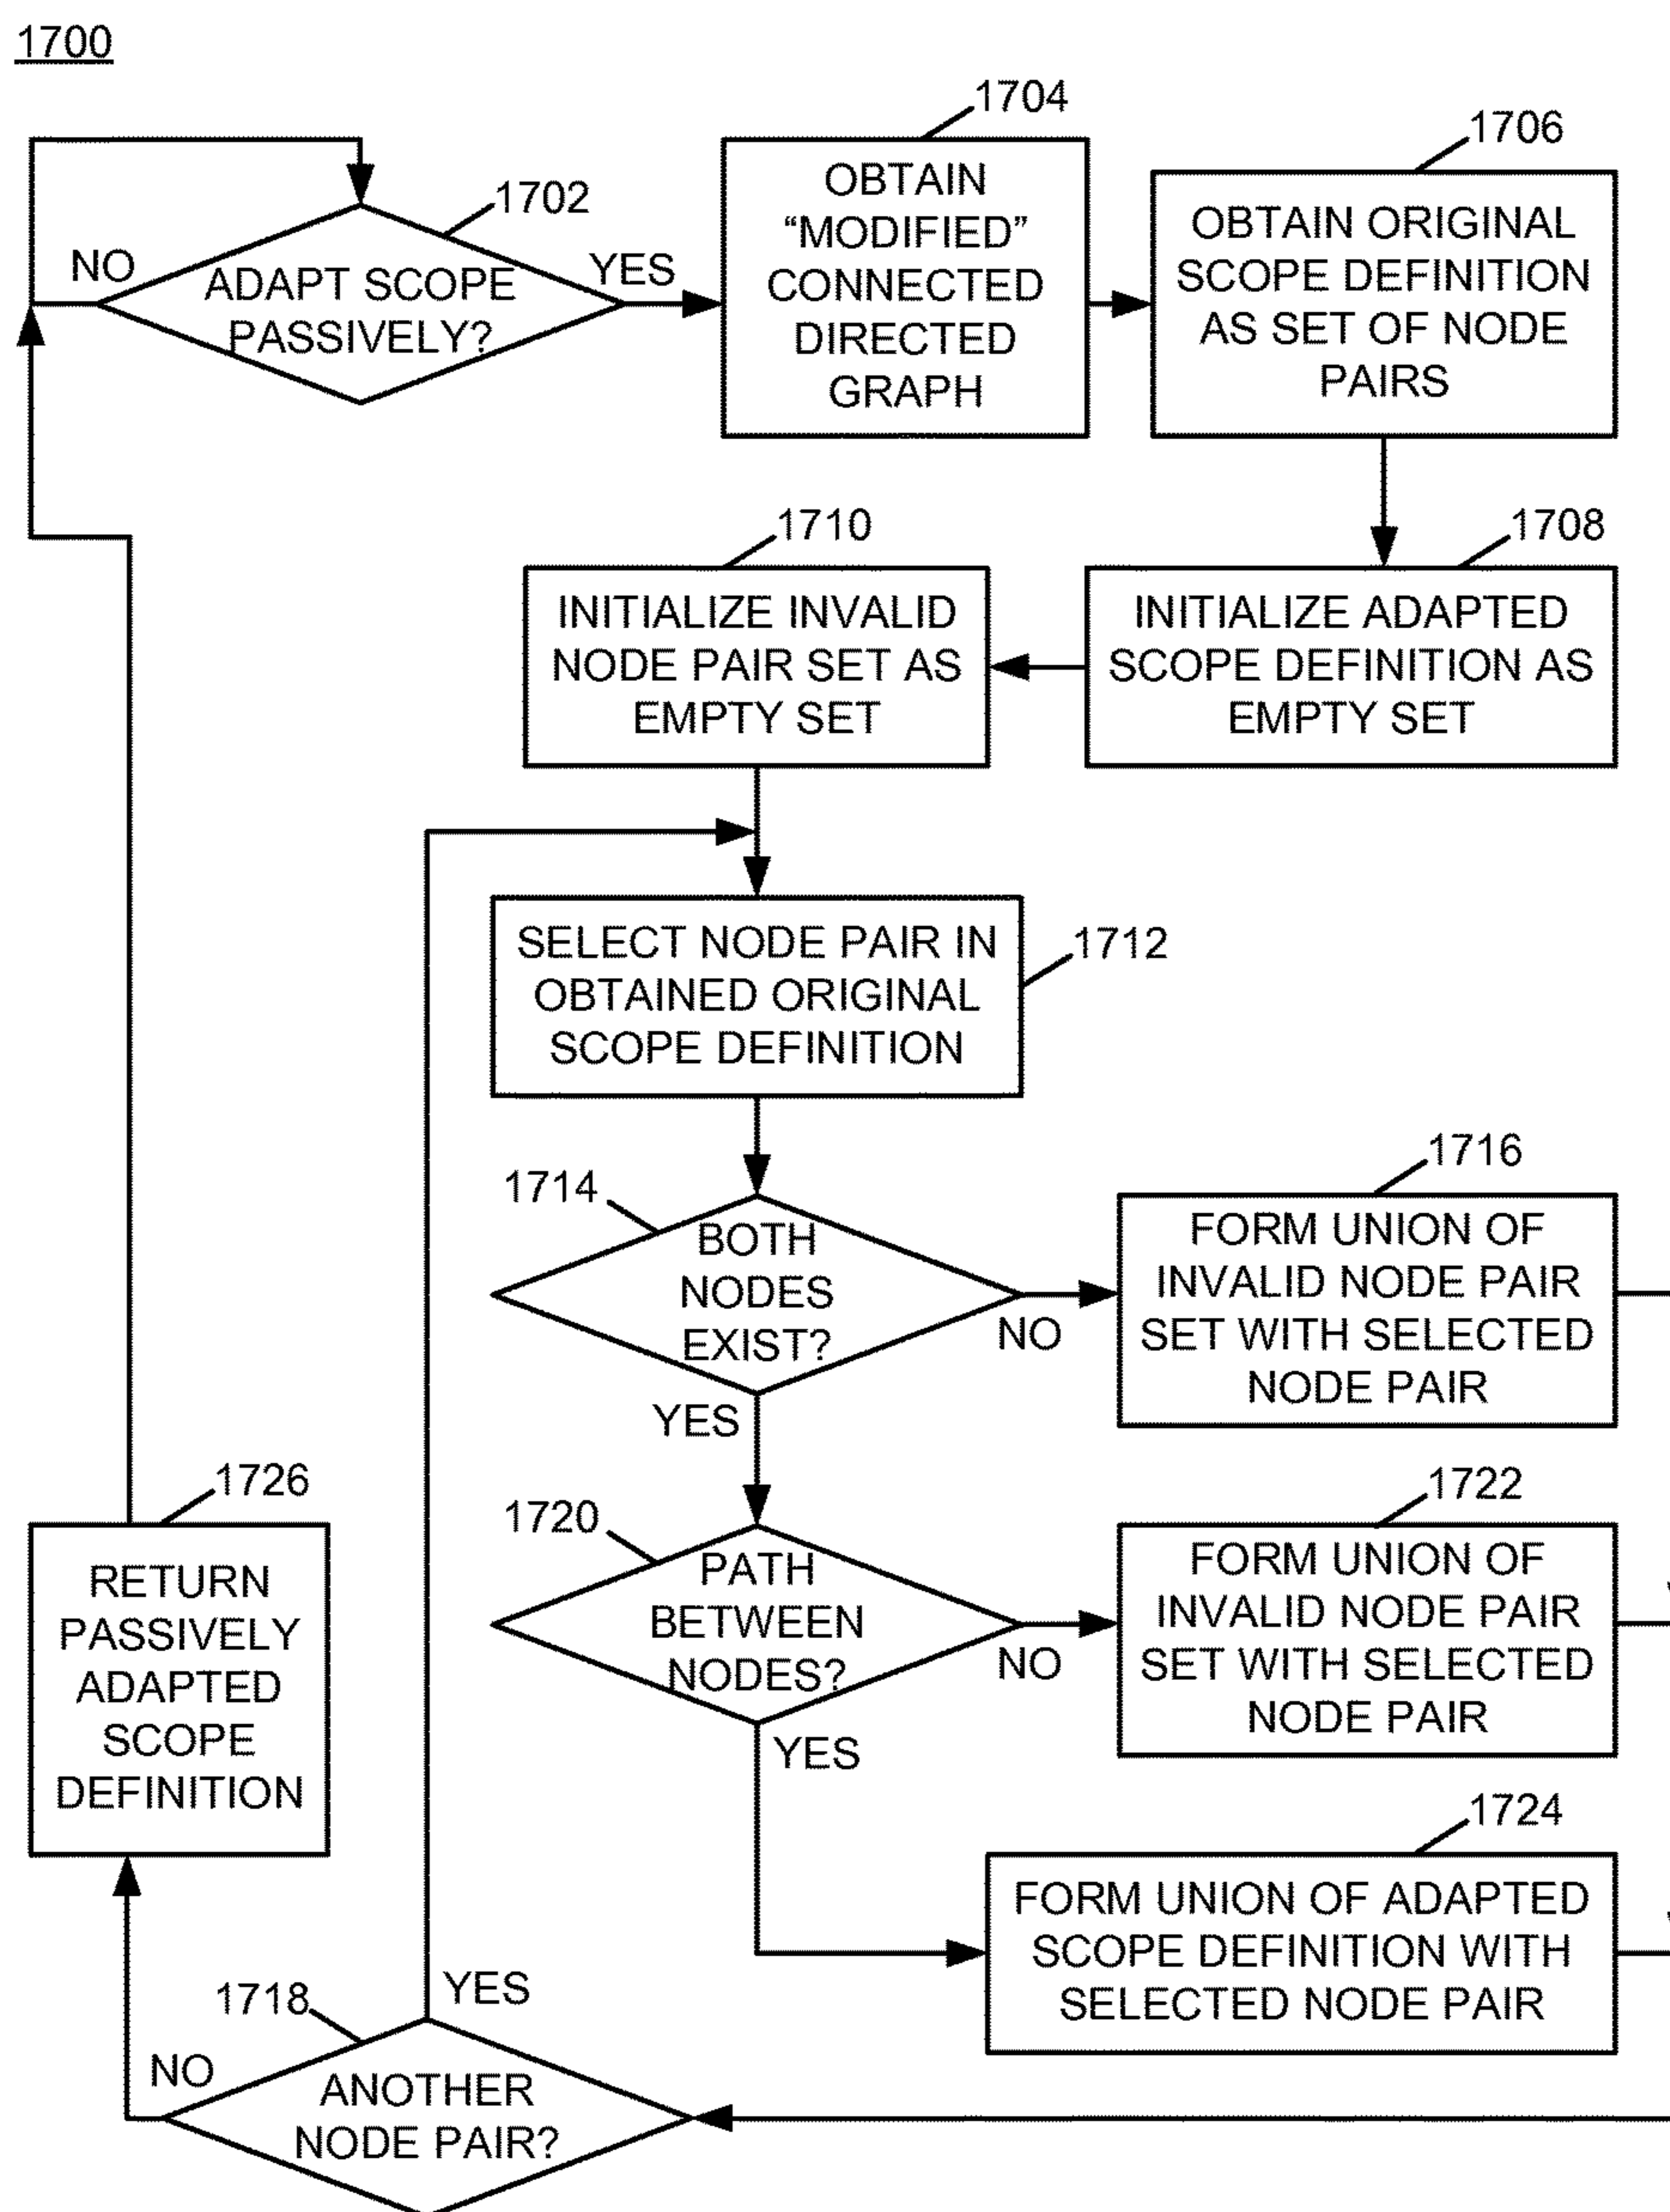 1700
1704
OBTAIN
“MODIFIED”
CONNECTED
DIRECTED
GRAPH
1706
OBTAIN ORIGINAL
SCOPE DEFINITION
AS SET OF NODE
PAIRS
1702
NO
YES
ADAPT SCOPE
PASSIVELY?
1710
INITIALIZE INVALID
NODE PAIR SET AS
EMPTY SET
1708
INITIALIZE ADAPTED
SCOPE DEFINITION AS
EMPTY SET
SELECT NODE PAIR IN
OBTAINED ORIGINAL
SCOPE DEFINITION
1712
1714
BOTH
NODES
EXIST?
NO
YES
1716
FORM UNION OF
INVALID NODE PAIR
SET WITH SELECTED
NODE PAIR
1720
PATH
BETWEEN
NODES?
NO
YES
1722
FORM UNION OF
INVALID NODE PAIR
SET WITH SELECTED
NODE PAIR
1726
RETURN
PASSIVELY
ADAPTED
SCOPE
DEFINITION
1724
FORM UNION OF ADAPTED
SCOPE DEFINITION WITH
SELECTED NODE PAIR
1718
YES
NO
ANOTHER
NODE PAIR?